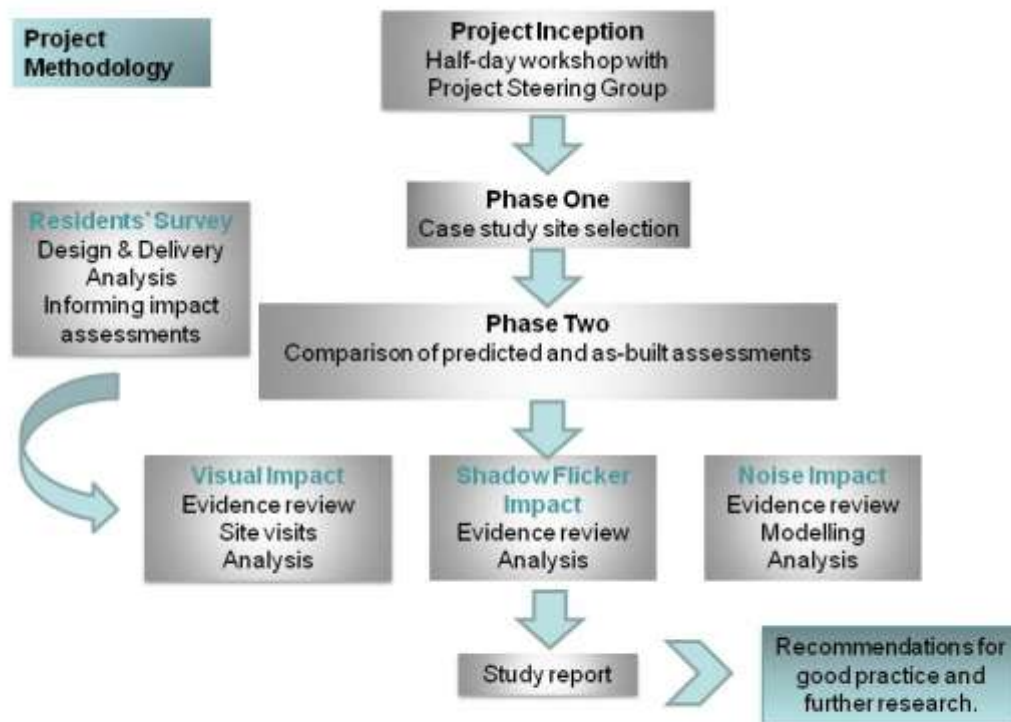 Project
Methodology
Project Inception
Half-day workshop with
Project Steering Group
Phase One
Case study site selection
Residents' Survey
Design & Delivery
Analysis
Informing impact
assessments
Phase Two
Comparison of predicted and as-built assessments
Visual Impact
Evidence review
Site visits
Analysis
Shadow Flicker
Impact
Evidence review
Analysis
Noise Impact
Evidence review
Modelling
Analysis
Study report
Recommendations for
good practice and
further research.